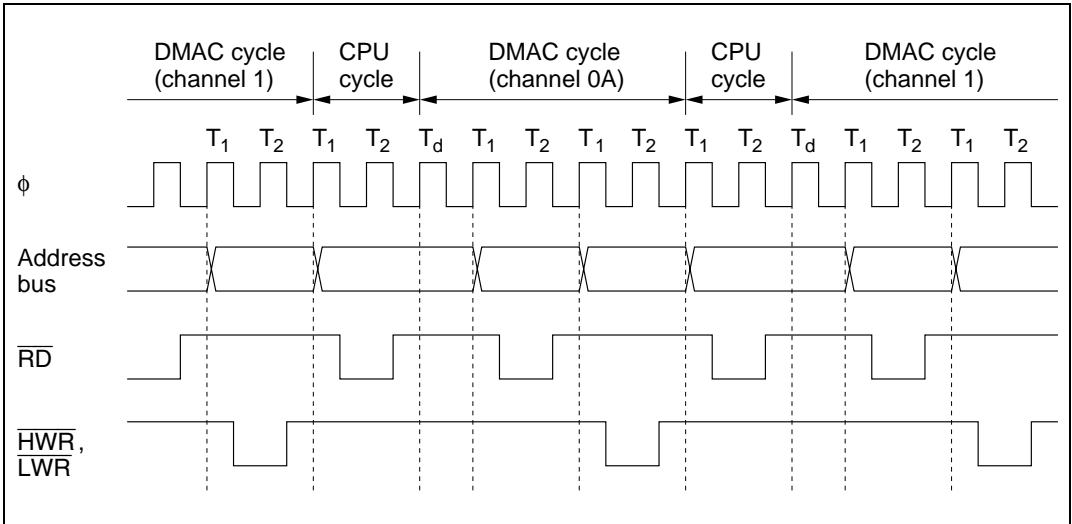 DMAC cycle
(channel 1)
CPU
cycle
DMAC cycle
(channel 0A)
CPU
cycle
DMAC cycle
(channel 1)
T1 T2 T1 T2 Td T1 T2 T1 T2 T1 T2 Td T1 T2 T1 T2
ϕ
Address
bus
RD
HWR,
LWR